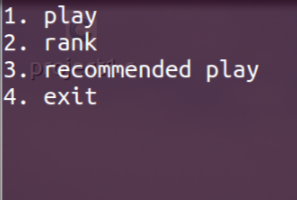 1. play
2. rank
3. recommended play
4. exit